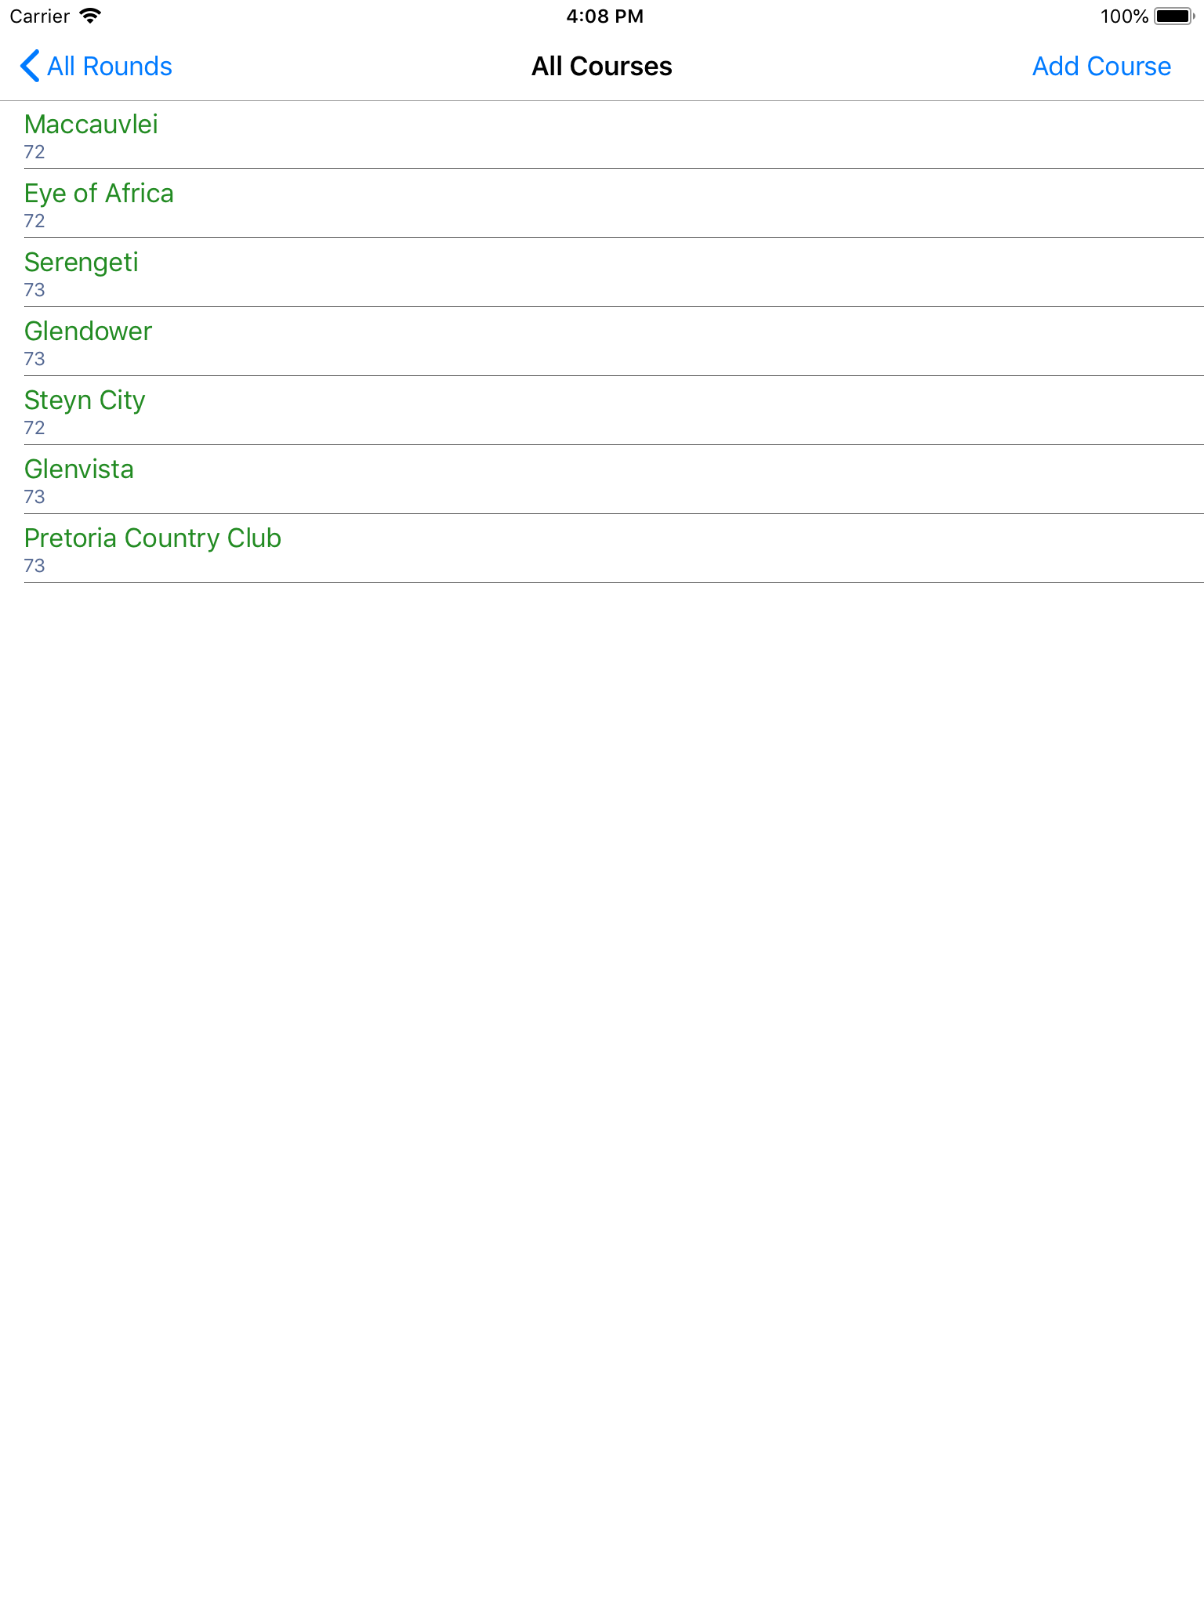 Carrier 4:08 PM 100%
All Rounds All Courses Add Course
Maccauvlei
72
Eye of Africa
72
Serengeti
73
Glendower
73
Steyn City
72
Glenvista
73
Pretoria Country Club
73